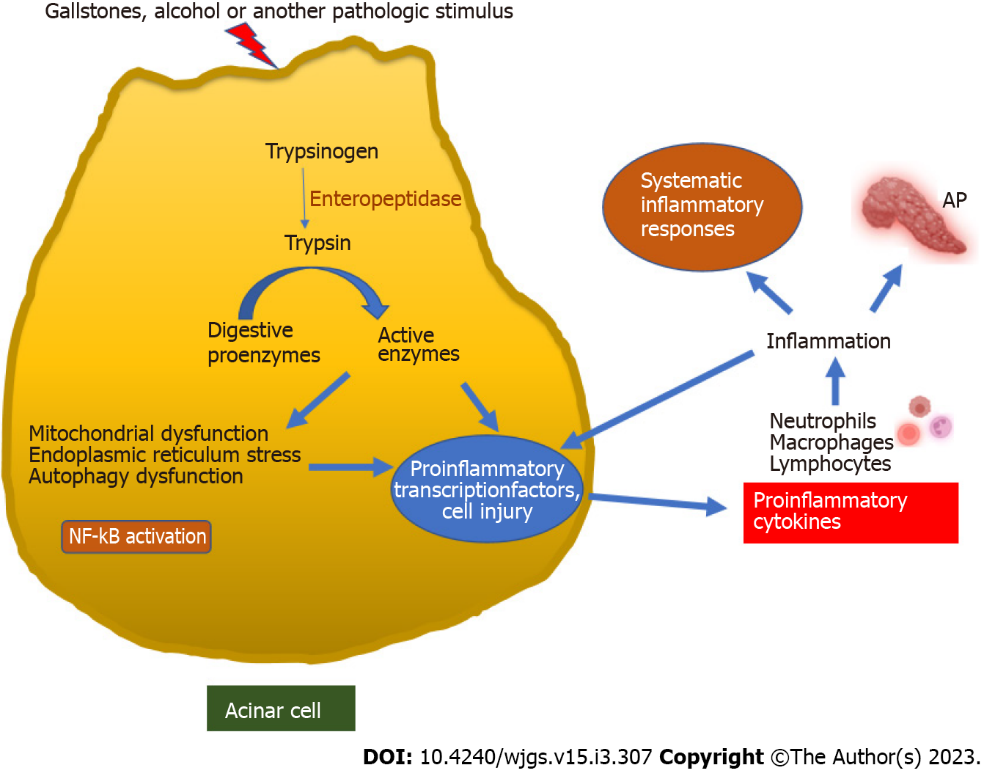 Gallstones, alcohol or another pathologic stimulus
Trypsinogen
Enteropeptidase
Trypsin
Digestive
proenzymes
Active
enzymes
Mitochondrial dysfunction
Endoplasmic reticulum stress
Autophagy dysfunction
NF-kB activation
Proinflammatory
transcriptionfactors,
cell injury
Systematic
inflammatory
responses
AP
Inflammation
Neutrophils
Macrophages
Lymphocytes
Proinflammatory
cytokines
Acinar cell
DOI: 10.4240/wjgs.v15.i3.307 Copyright ©The Author(s) 2023.